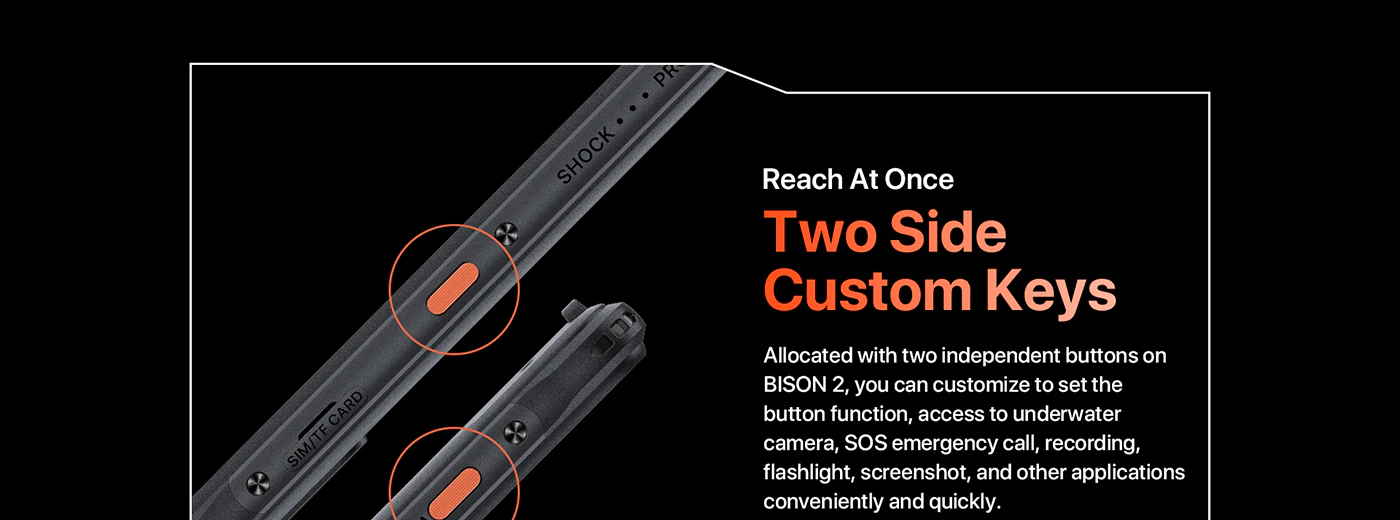 PRO
SHOCK
Reach At Once
Two Side
Custom Keys
Allocated with two independent buttons on
BISON 2, you can customize to set the
button function, access to underwater
camera, SOS emergency call, recording,
flashlight, screenshot, and other applications
conveniently and quickly.
SIM/TF CARD